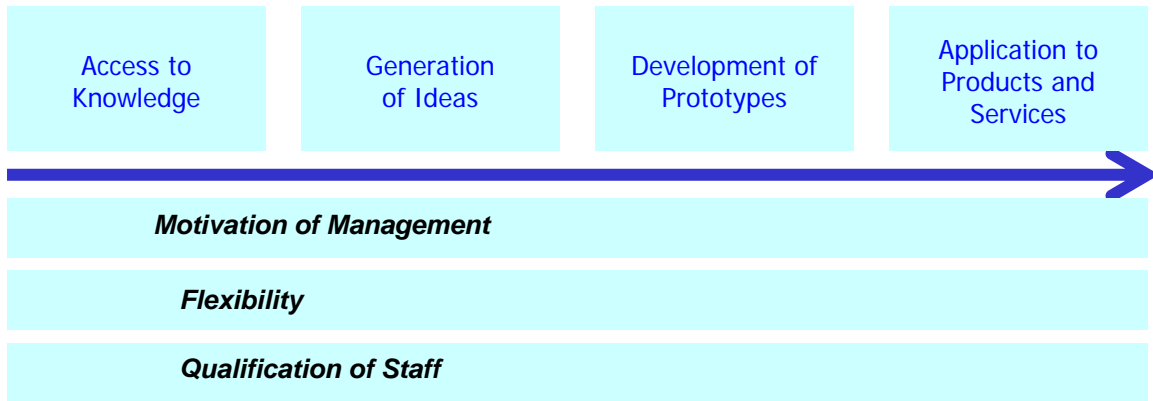 Access to
Knowledge
Generation
of Ideas
Development of
Prototypes
Application to
Products and
Services
Motivation of Management
Flexibility
Qualification of Staff